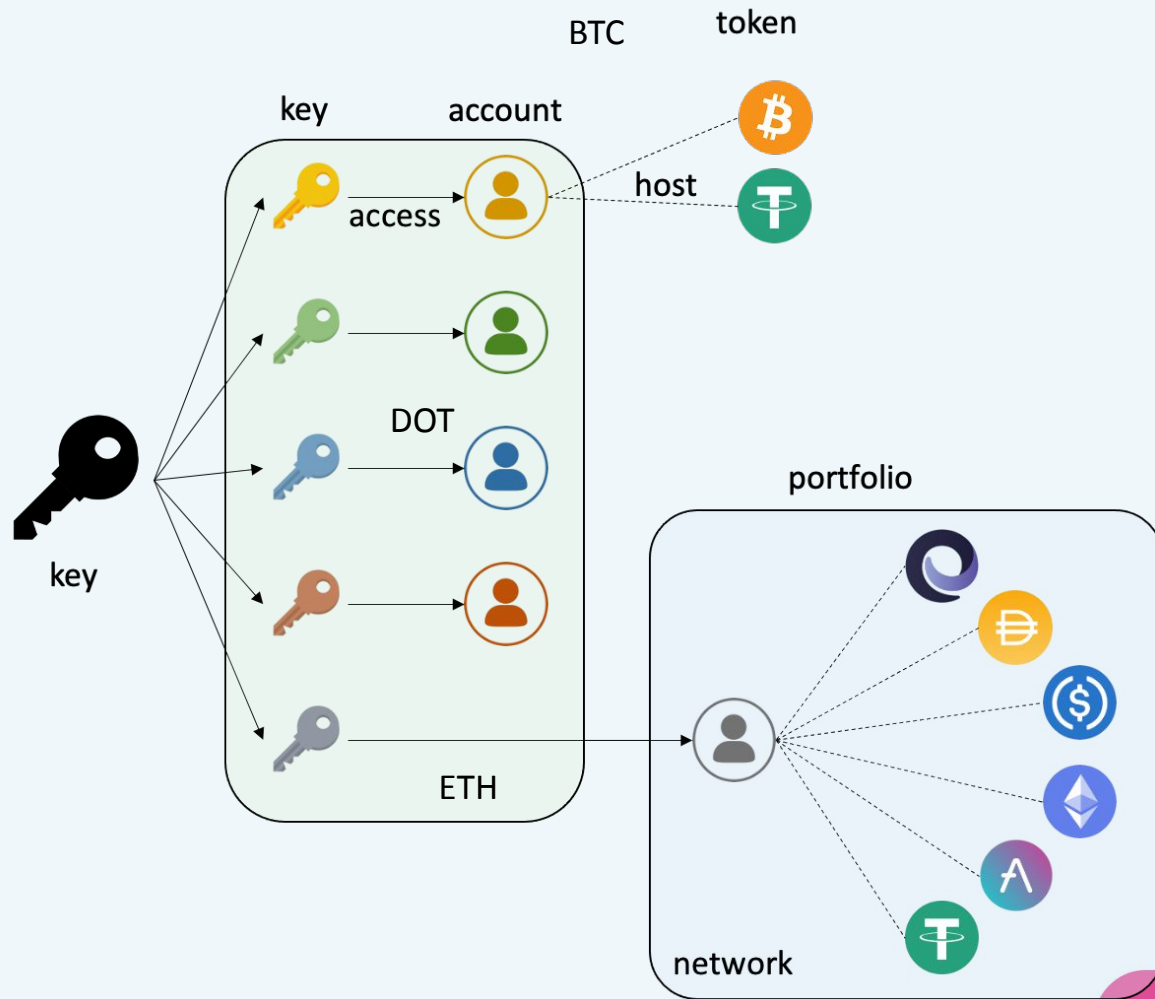 BTC
token
key
account
access
host
DOT
key
portfolio
ETH
network